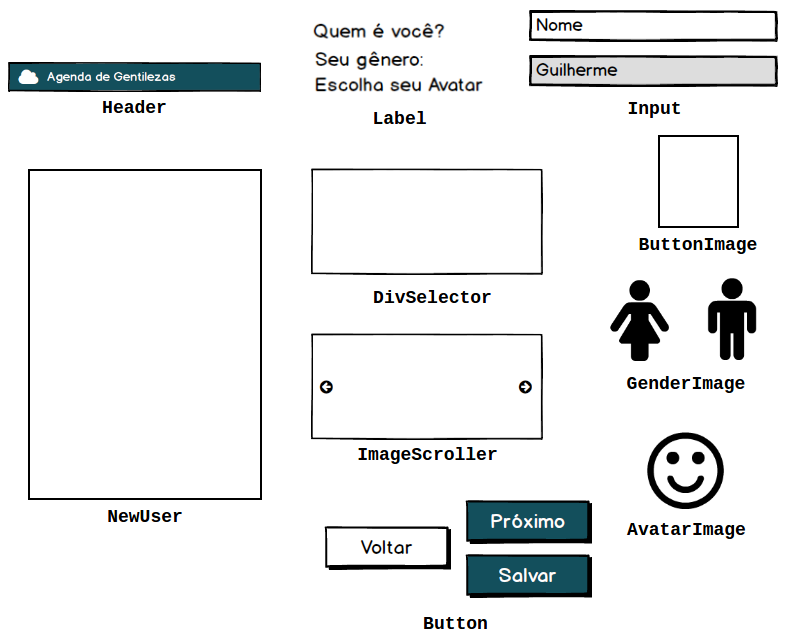 Agenda de Gentilezas
Header
Quem é você?
Seu gênero:
Escolha seu Avatar
Label
Nome
Guilherme
Input
ButtonImage
NewUser
DivSelector
GenderImage
ImageScroller
AvatarImage
Voltar
Próximo
Salvar
Button